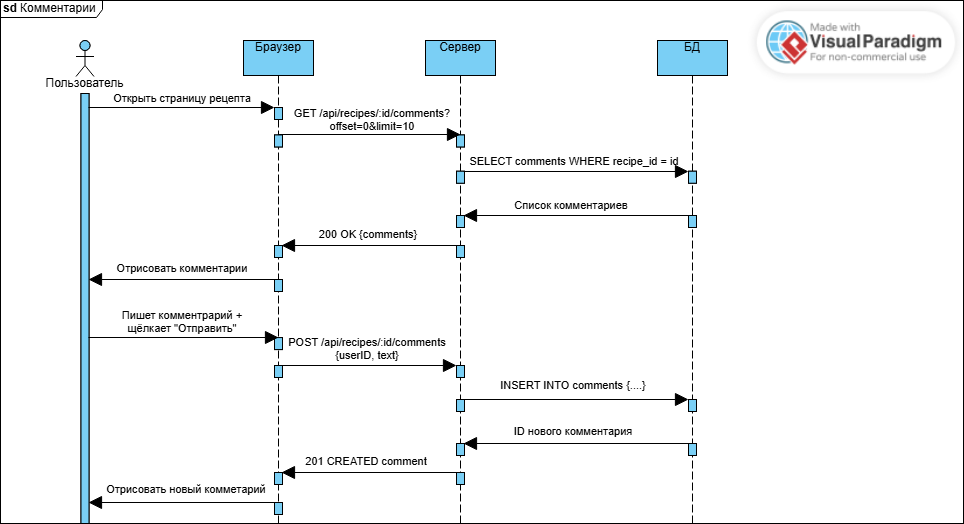 sd Комментарии
Made with
VisualParadigm
For non-commercial use
Пользователь
Браузер
Сервер
БД
Открыть страницу рецепта
GET /api/recipes/:id/comments?
offset=0&limit=10
SELECT comments WHERE recipe_id = id
Список комментариев
200 OK {comments}
Отрисовать комментарии
Пишет комментрарий +
щёлкает "Отправить"
POST /api/recipes/:id/comments
{userID, text}
INSERT INTO comments {....}
ID нового комментария
201 CREATED comment
Отрисовать новый комметарий